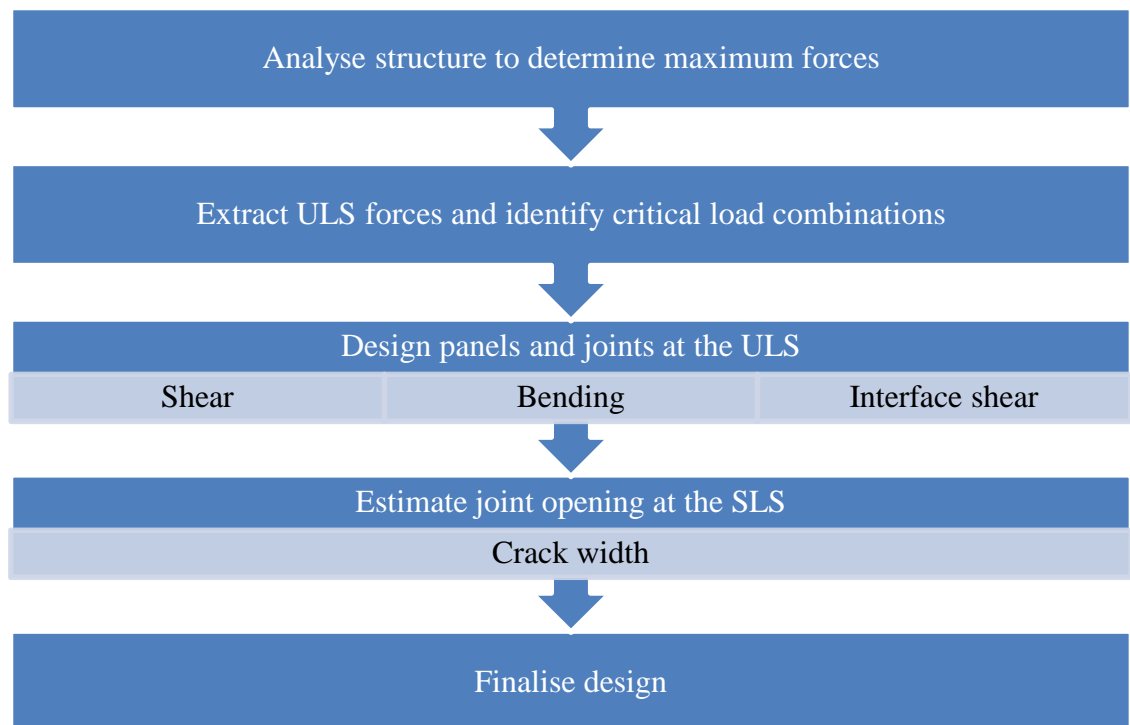 Analyse structure to determine maximum forces
Extract ULS forces and identify critical load combinations
Design panels and joints at the ULS
Shear
Bending
Interface shear
Estimate joint opening at the SLS
Crack width
Finalise design